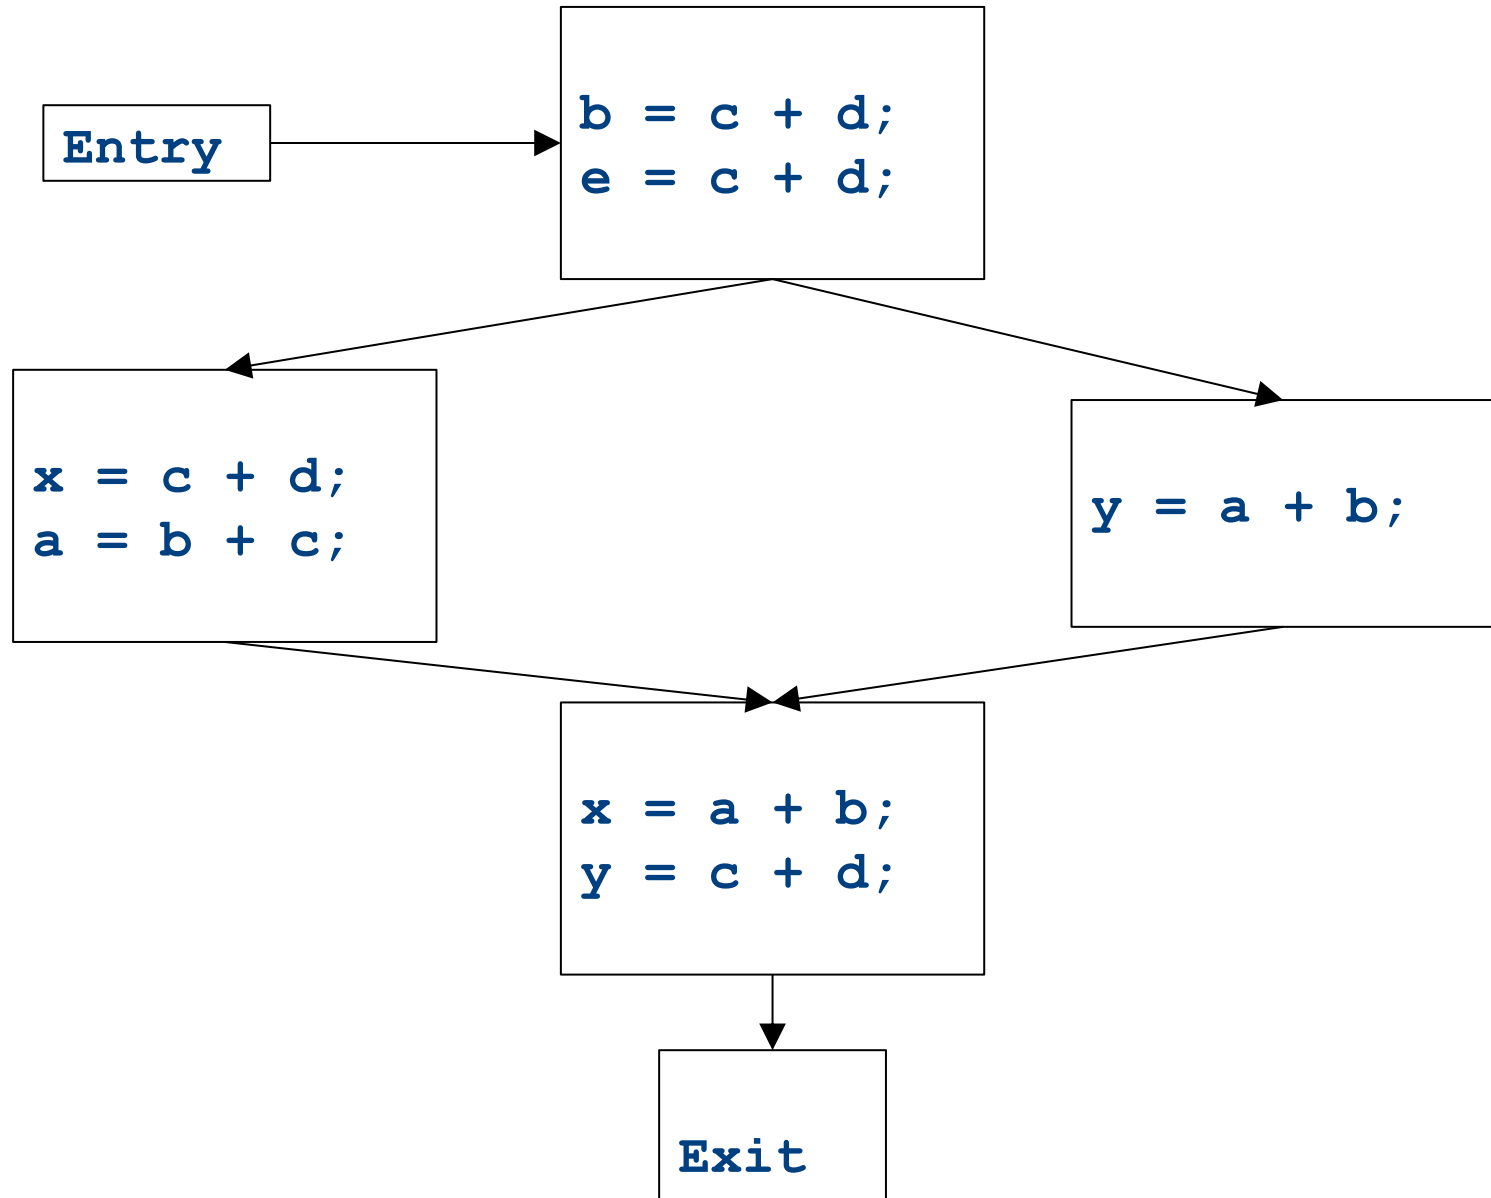 Entry
b = c + d;
e = c + d;
x = c + d;
a = b + c;
y = a + b;
x = a + b;
y = c + d;
Exit